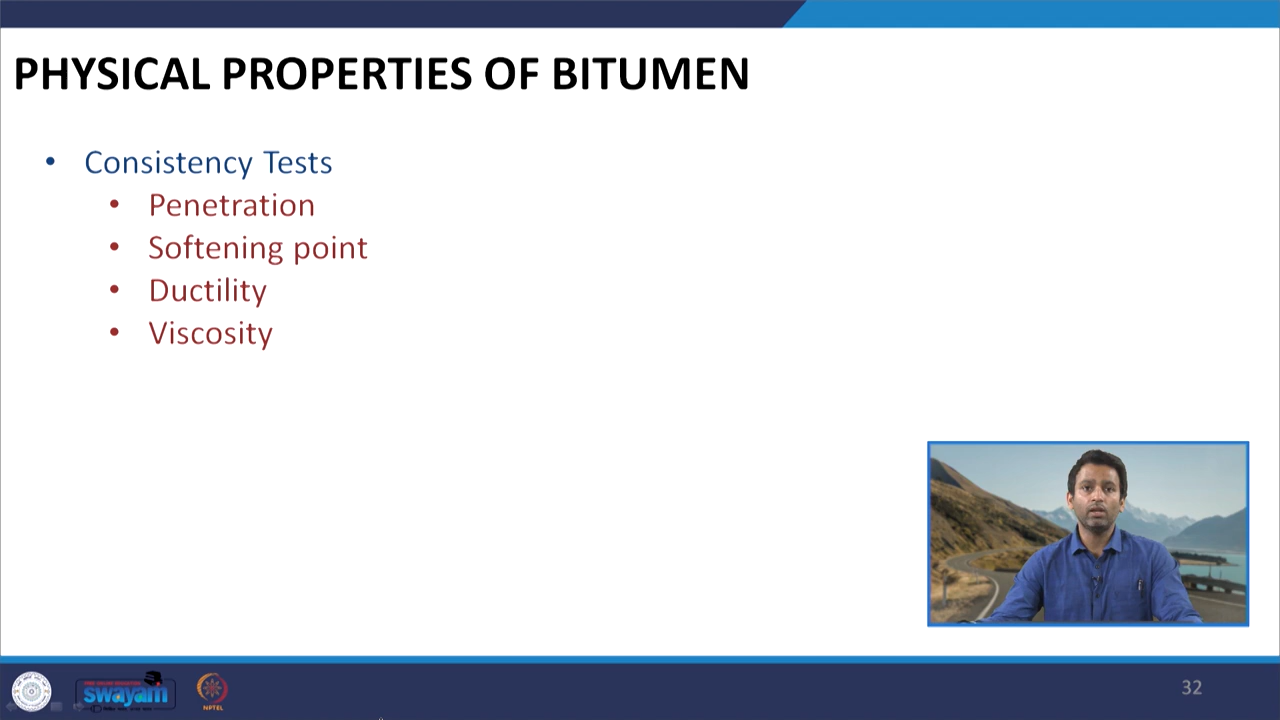 PHYSICAL PROPERTIES OF BITUMEN
• Consistency Tests
• Penetration
• Softening point
• Ductility
• Viscosity
swayam
NPTEL
32